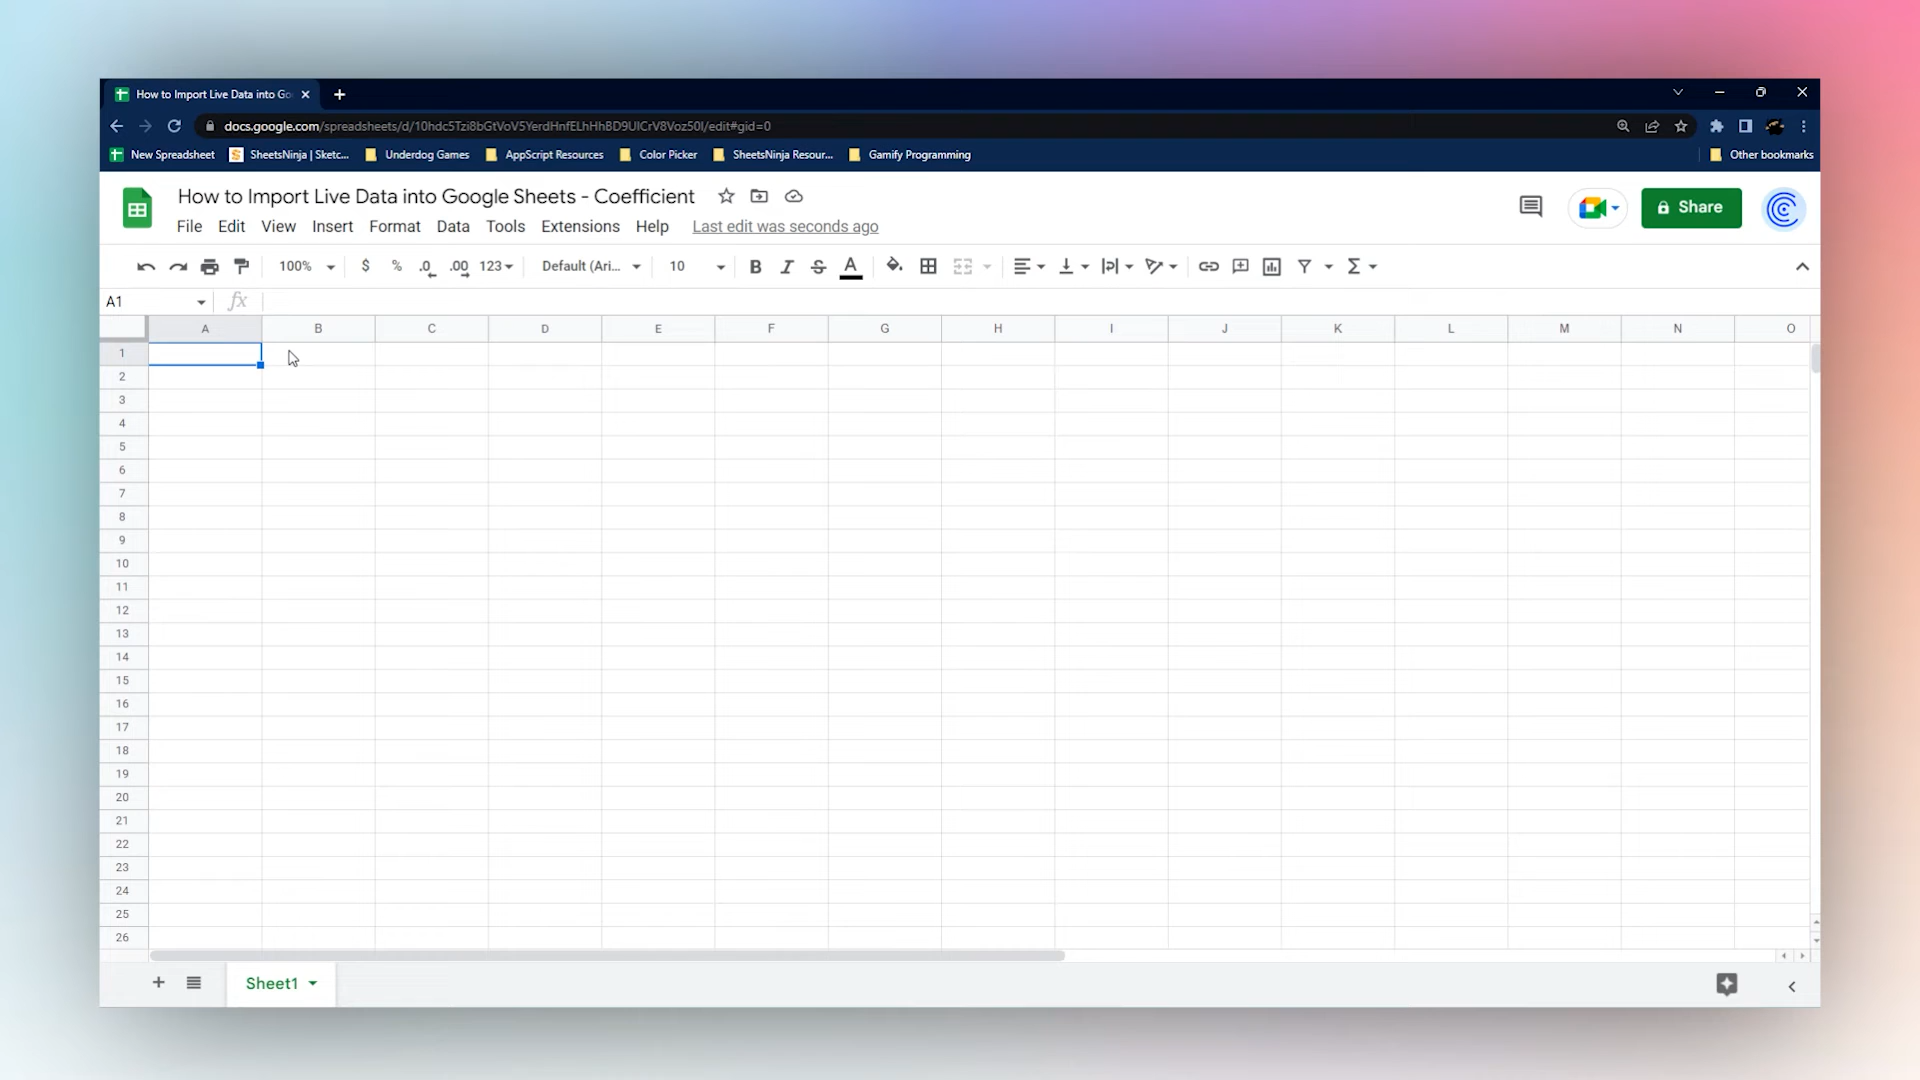 How to Import Live Data into Go
docs.google.com/spreadsheets/d/10hdc5Tzi8bGtVoV5YerdHnfELhHhBD9UICrV8Voz50I/edit#gid=0
New Spreadsheet SheetsNinja | Sketc... Underdog Games AppScript Resources Color Picker SheetsNinja Resour... Gamify Programming Other bookmarks
How to Import Live Data into Google Sheets - Coefficient
Share
File Edit View Insert Format Data Tools Extensions Help Last edit was seconds ago
100% $ % .0 .00 123 Default (Ari... 10 B I S A Σ
A1 fx
A B C D E F G H I J K L M N O
1
2
3
4
5
6
7
8
9
10
11
12
13
14
15
16
17
18
19
20
21
22
23
24
25
26
Sheet1